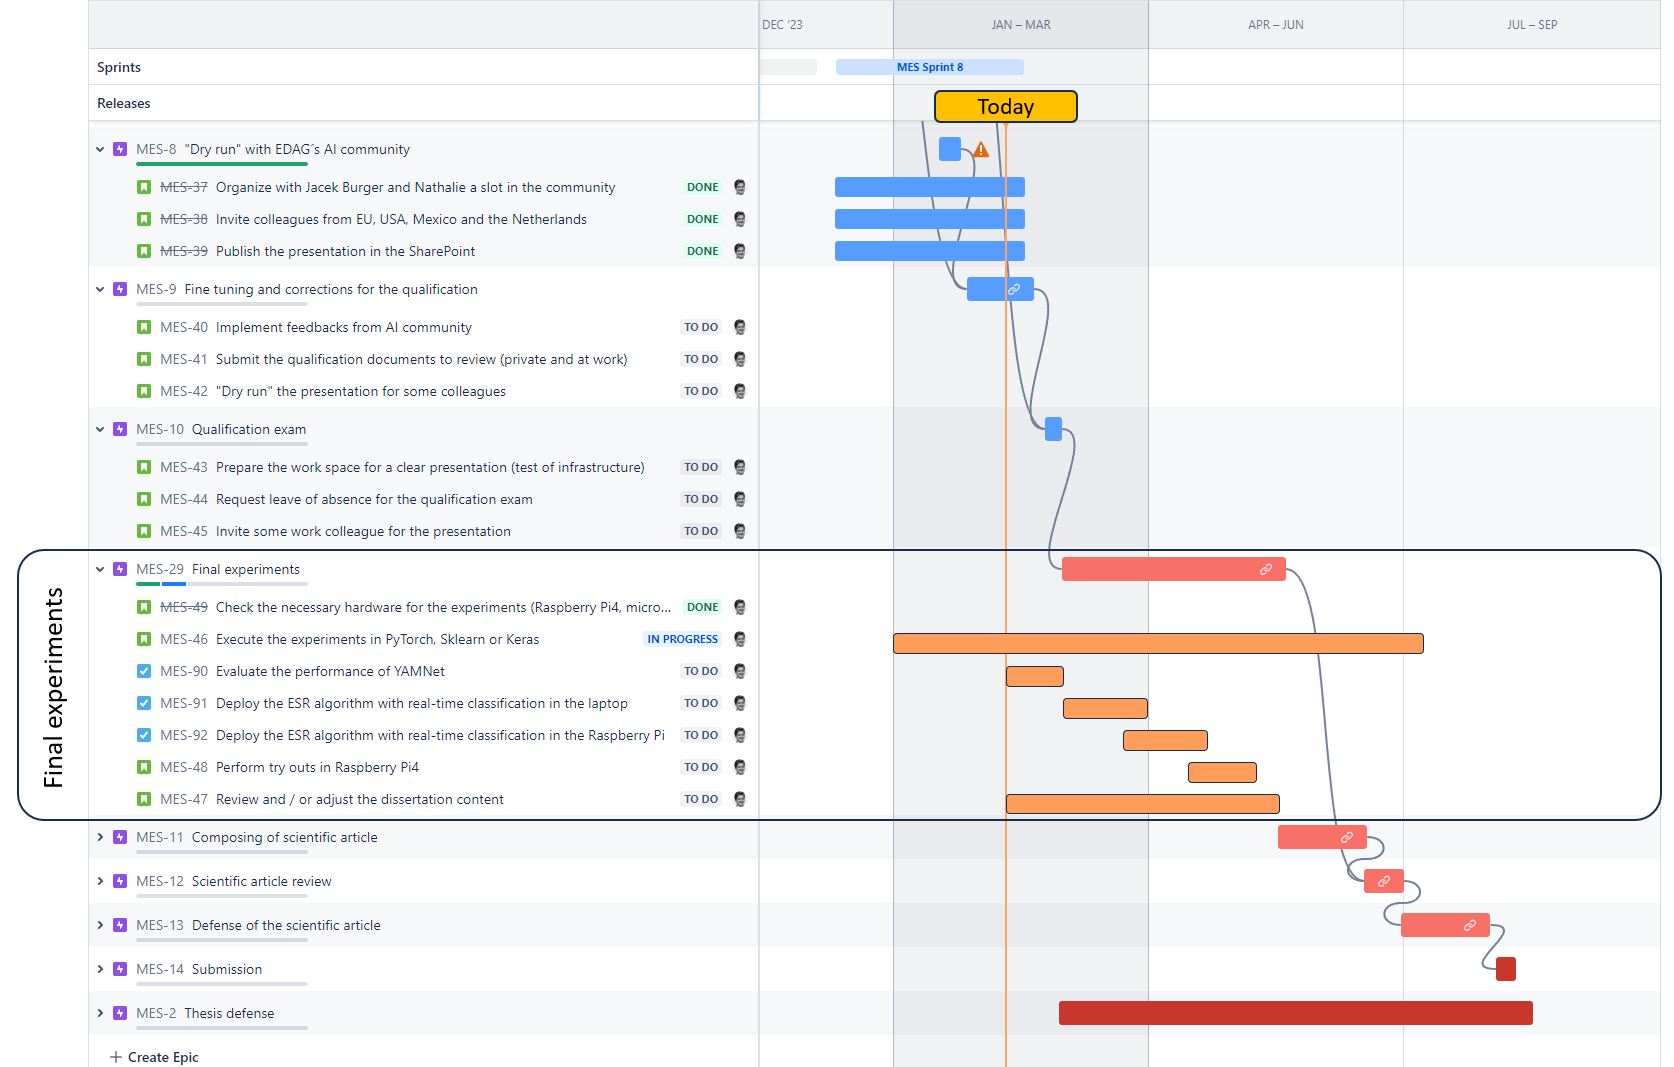 DEC '23 JAN – MAR APR – JUN JUL – SEP
Sprints MES Sprint 8
Releases Today
MES-8 "Dry run" with EDAG´s AI community
MES-37 Organize with Jacek Burger and Nathalie a slot in the community DONE
MES-38 Invite colleagues from EU, USA, Mexico and the Netherlands DONE
MES-39 Publish the presentation in the SharePoint DONE
MES-9 Fine tuning and corrections for the qualification
MES-40 Implement feedbacks from AI community TO DO
MES-41 Submit the qualification documents to review (private and at work) TO DO
MES-42 "Dry run" the presentation for some colleagues TO DO
MES-10 Qualification exam
MES-43 Prepare the work space for a clear presentation (test of infrastructure) TO DO
MES-44 Request leave of absence for the qualification exam TO DO
MES-45 Invite some work colleague for the presentation TO DO
Final experiments
MES-29 Final experiments
MES-49 Check the necessary hardware for the experiments (Raspberry Pi4, micro... DONE
MES-46 Execute the experiments in PyTorch, Sklearn or Keras IN PROGRESS
MES-90 Evaluate the performance of YAMNet TO DO
MES-91 Deploy the ESR algorithm with real-time classification in the laptop TO DO
MES-92 Deploy the ESR algorithm with real-time classification in the Raspberry Pi TO DO
MES-48 Perform try outs in Raspberry Pi4 TO DO
MES-47 Review and / or adjust the dissertation content TO DO
MES-11 Composing of scientific article
MES-12 Scientific article review
MES-13 Defense of the scientific article
MES-14 Submission
MES-2 Thesis defense
+ Create Epic